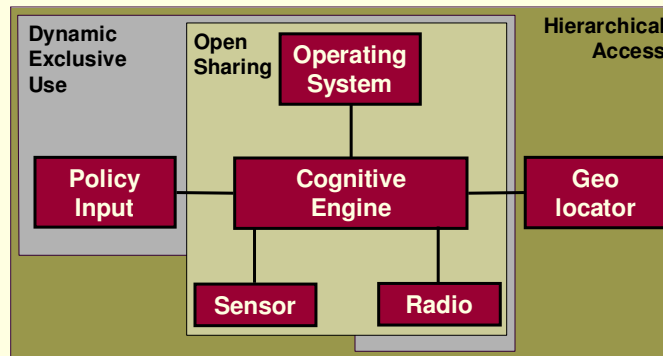 Dynamic
Exclusive
Use
Open
Sharing
Operating
System
Hierarchical
Access
Policy
Input
Cognitive
Engine
Geo
locator
Sensor
Radio